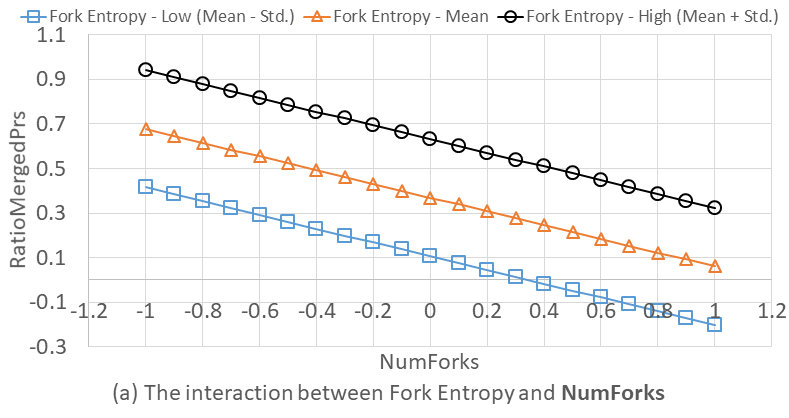 Fork Entropy - Low (Mean - Std.) Fork Entropy - Mean Fork Entropy - High (Mean + Std.)
1.1
0.9
0.7
0.5
0.3
0.1
-0.1
-0.3
RatioMergedPrs
-1.2 -1 -0.8 -0.6 -0.4 -0.2 0 0.2 0.4 0.6 0.8 1 1.2
NumForks
(a) The interaction between Fork Entropy and NumForks